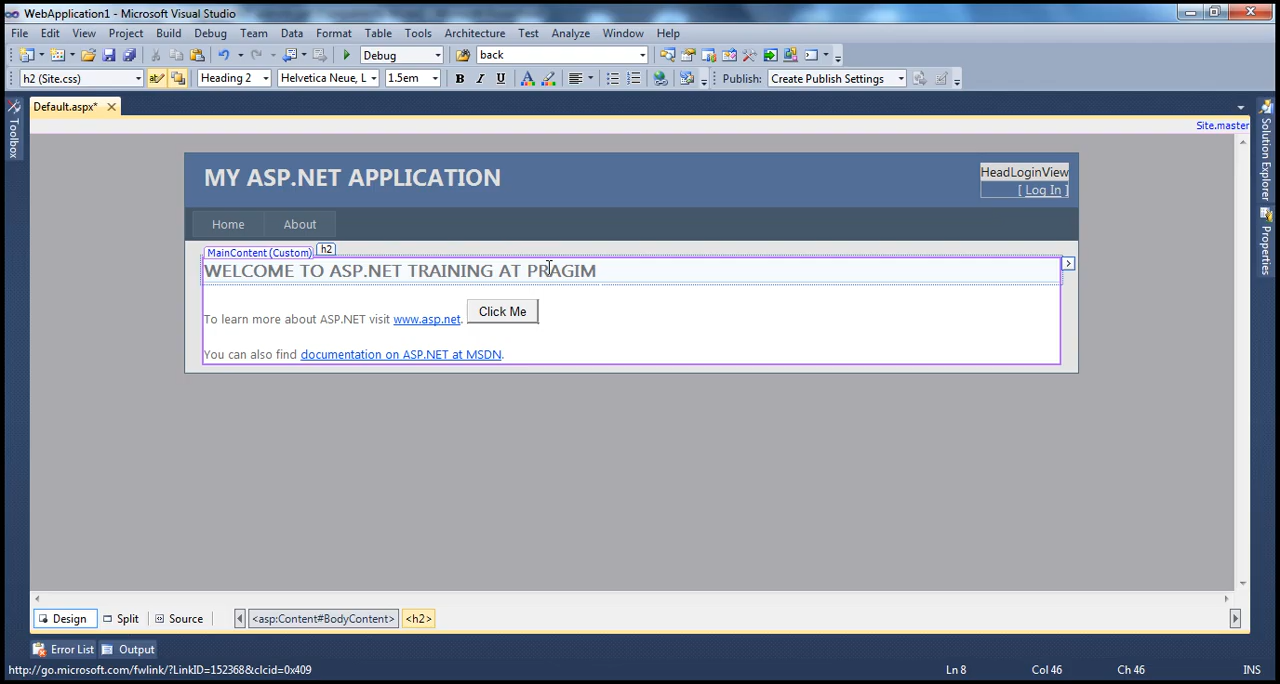 WebApplication1 - Microsoft Visual Studio
File Edit View Project Build Debug Team Data Format Table Tools Architecture Test Analyze Window Help
Debug back
h2 (Site.css) Heading 2 Helvetica Neue, L 1.5em B I U A Publish: Create Publish Settings
Default.aspx*
Site.master
Toolbox
Solution Explorer
Properties
MY ASP.NET APPLICATION
HeadLoginView
[ Log In ]
Home About
MainContent (Custom) h2
WELCOME TO ASP.NET TRAINING AT PRAGIM
To learn more about ASP.NET visit www.asp.net. Click Me
You can also find documentation on ASP.NET at MSDN.
Design Split Source <asp:Content#BodyContent> <h2>
Error List Output
http://go.microsoft.com/fwlink/?LinkID=152368&clcid=0x409 Ln 8 Col 46 Ch 46 INS